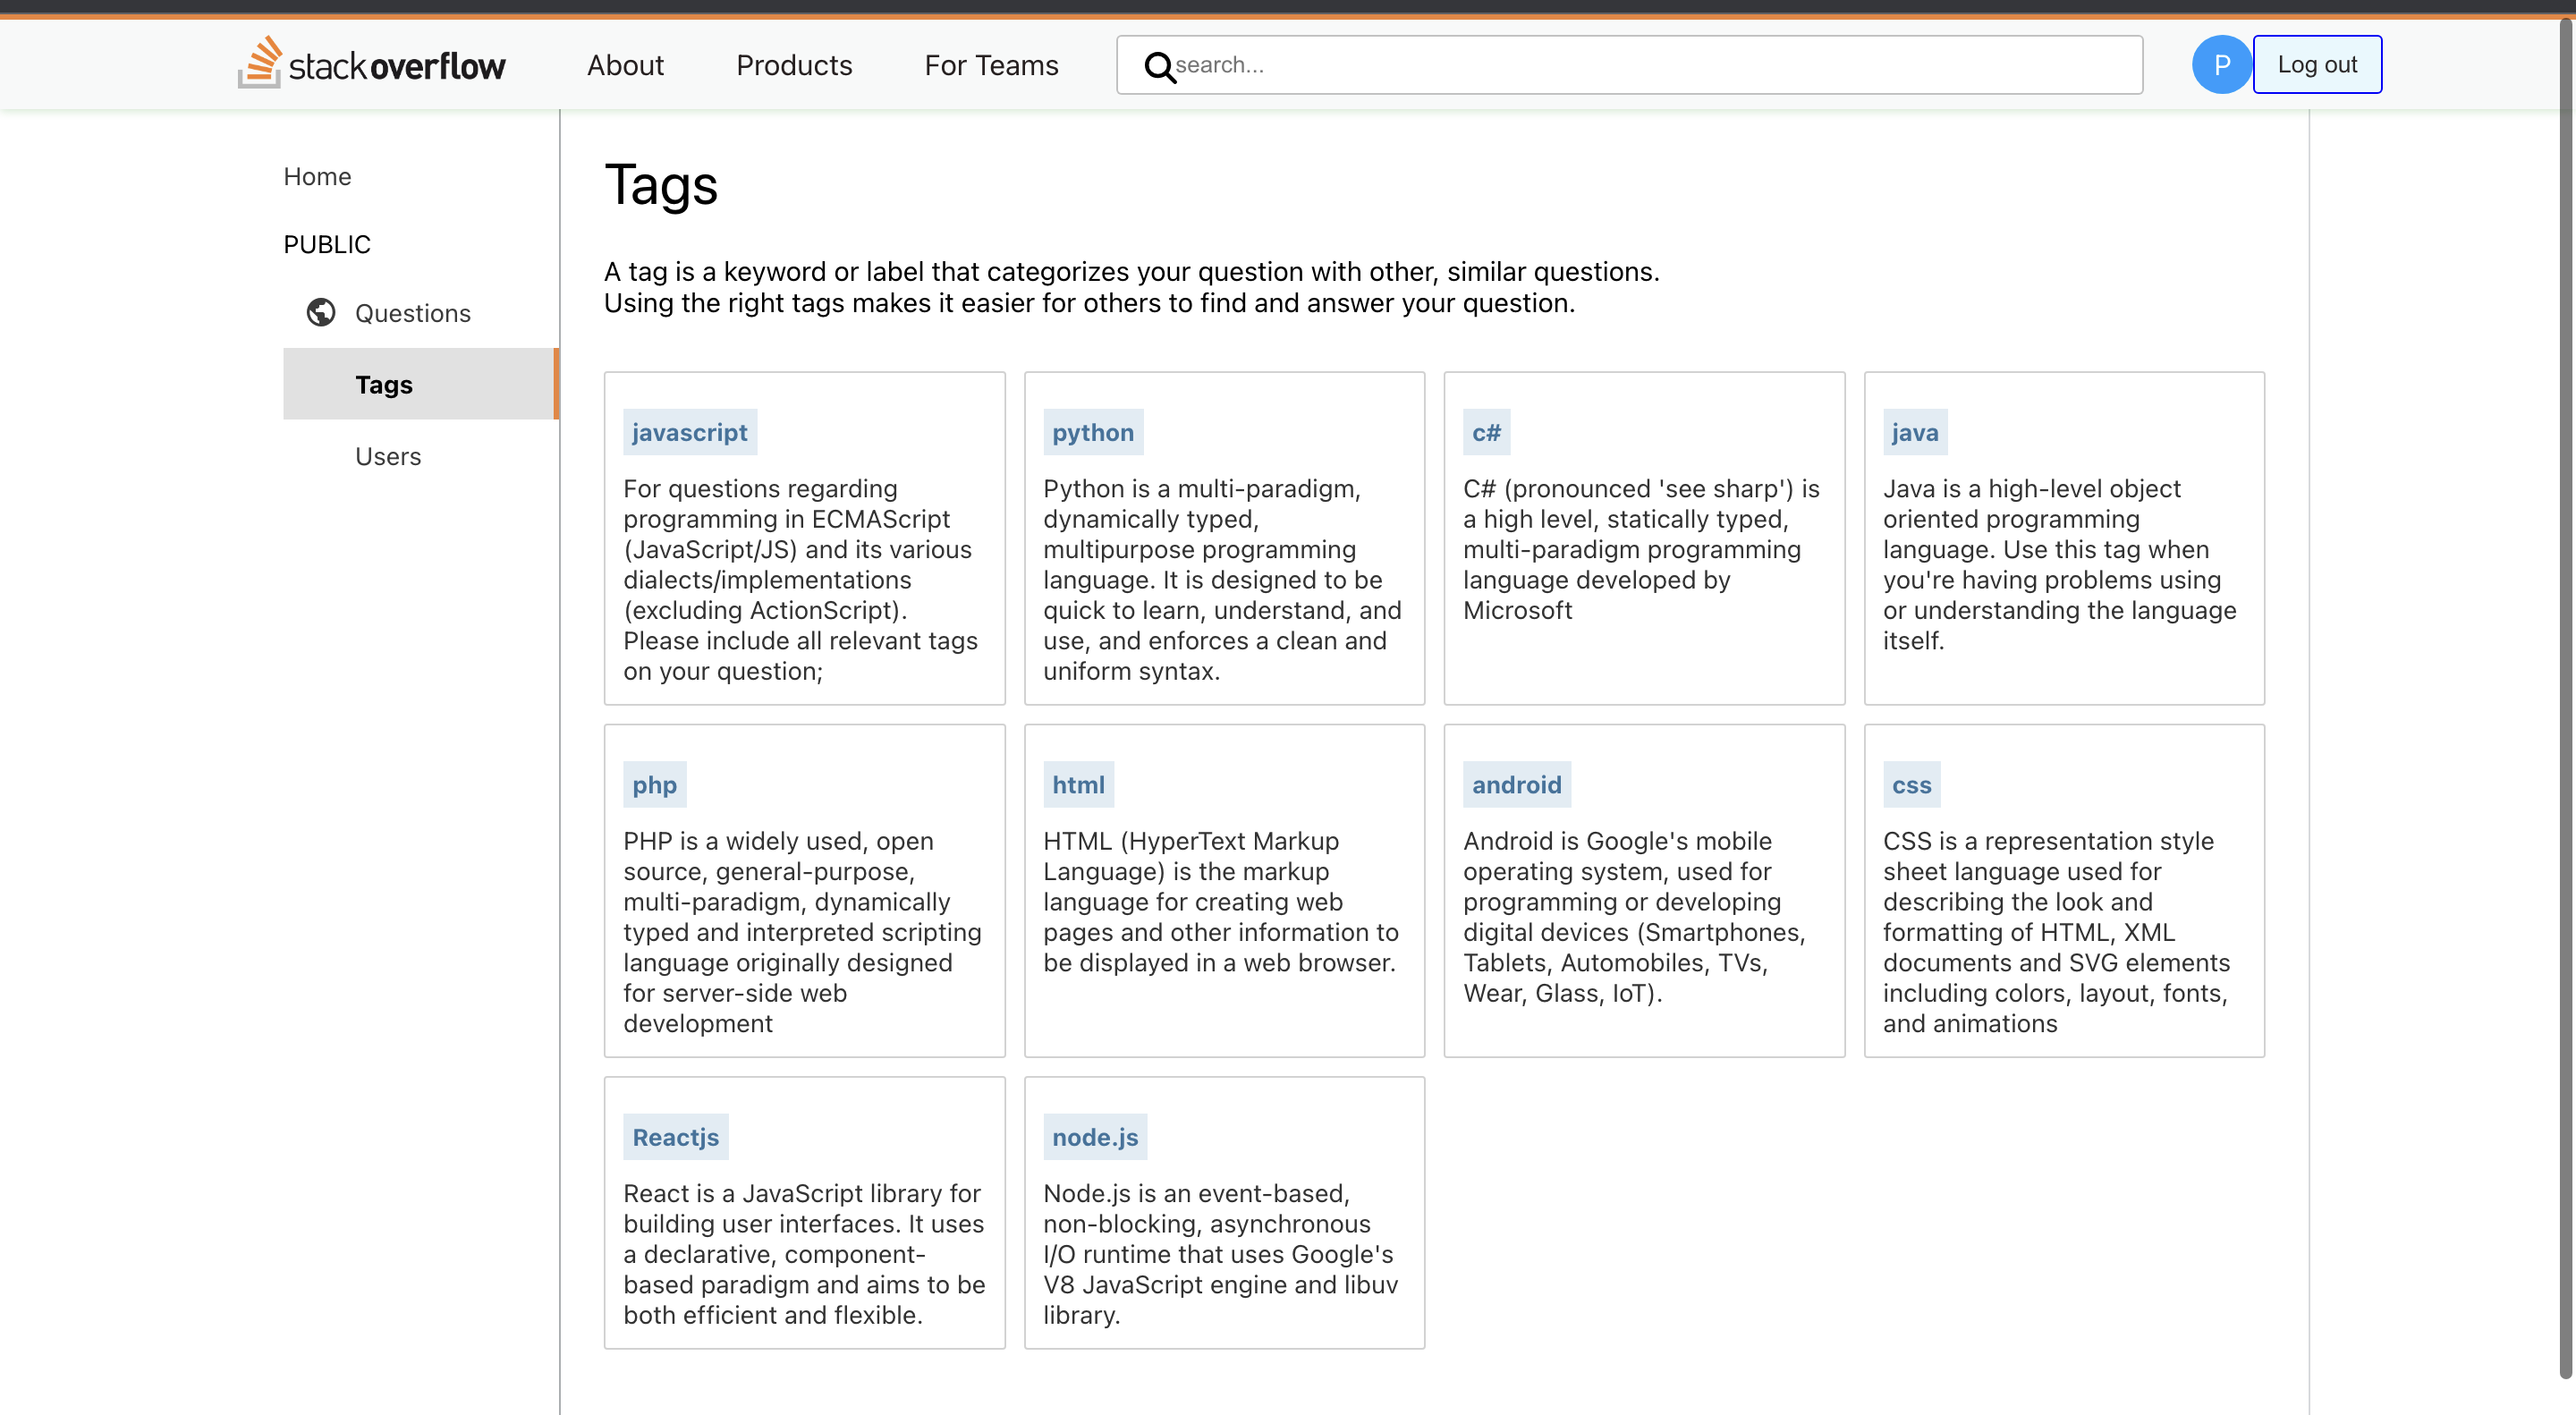 stackoverflow
About
Products
For Teams
search...
P
Log out
Home
PUBLIC
Questions
Tags
Users
Tags
A tag is a keyword or label that categorizes your question with other, similar questions.
Using the right tags makes it easier for others to find and answer your question.
javascript
For questions regarding
programming in ECMAScript
(JavaScript/JS) and its various
dialects/implementations
(excluding ActionScript).
Please include all relevant tags
on your question;
python
Python is a multi-paradigm,
dynamically typed,
multipurpose programming
language. It is designed to be
quick to learn, understand, and
use, and enforces a clean and
uniform syntax.
c#
C# (pronounced 'see sharp') is
a high level, statically typed,
multi-paradigm programming
language developed by
Microsoft
java
Java is a high-level object
oriented programming
language. Use this tag when
you're having problems using
or understanding the language
itself.
php
PHP is a widely used, open
source, general-purpose,
multi-paradigm, dynamically
typed and interpreted scripting
language originally designed
for server-side web
development
html
HTML (HyperText Markup
Language) is the markup
language for creating web
pages and other information to
be displayed in a web browser.
android
Android is Google's mobile
operating system, used for
programming or developing
digital devices (Smartphones,
Tablets, Automobiles, TVs,
Wear, Glass, IoT).
css
CSS is a representation style
sheet language used for
describing the look and
formatting of HTML, XML
documents and SVG elements
including colors, layout, fonts,
and animations
Reactjs
React is a JavaScript library for
building user interfaces. It uses
a declarative, component-
based paradigm and aims to be
both efficient and flexible.
node.js
Node.js is an event-based,
non-blocking, asynchronous
I/O runtime that uses Google's
V8 JavaScript engine and libuv
library.